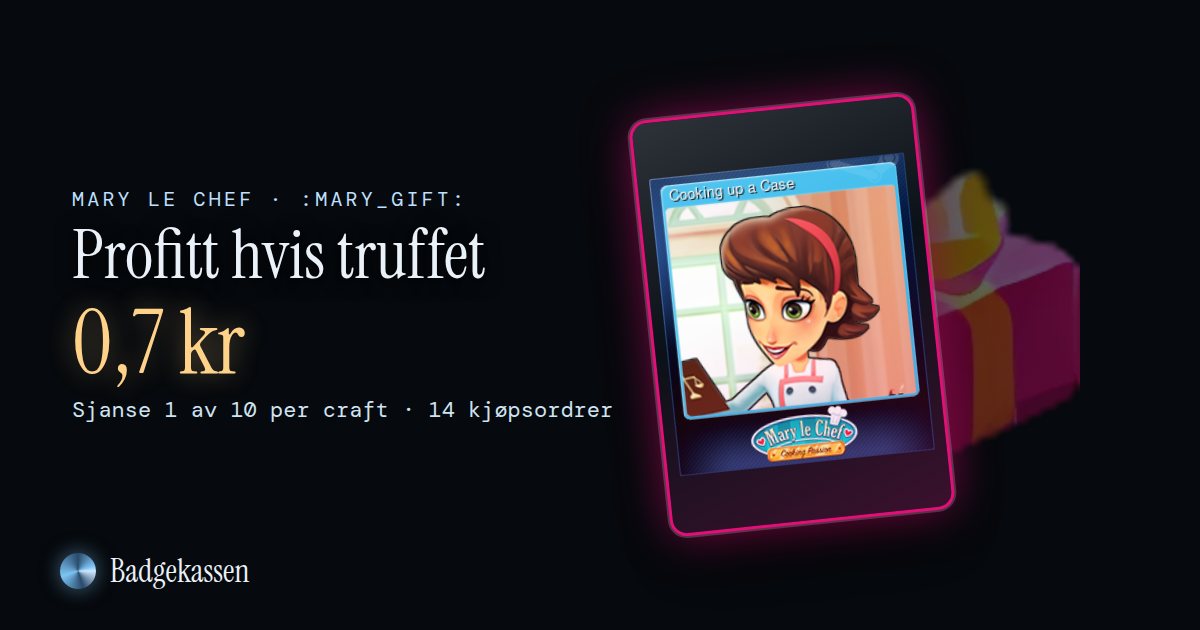 MARY LE CHEF · :MARY_GIFT:
Profitt hvis truffet
0,7 kr
Sjanse 1 av 10 per craft · 14 kjøpsordrer
Cooking up a Case
Mary le Chef
Cooking Passion
Badgekassen